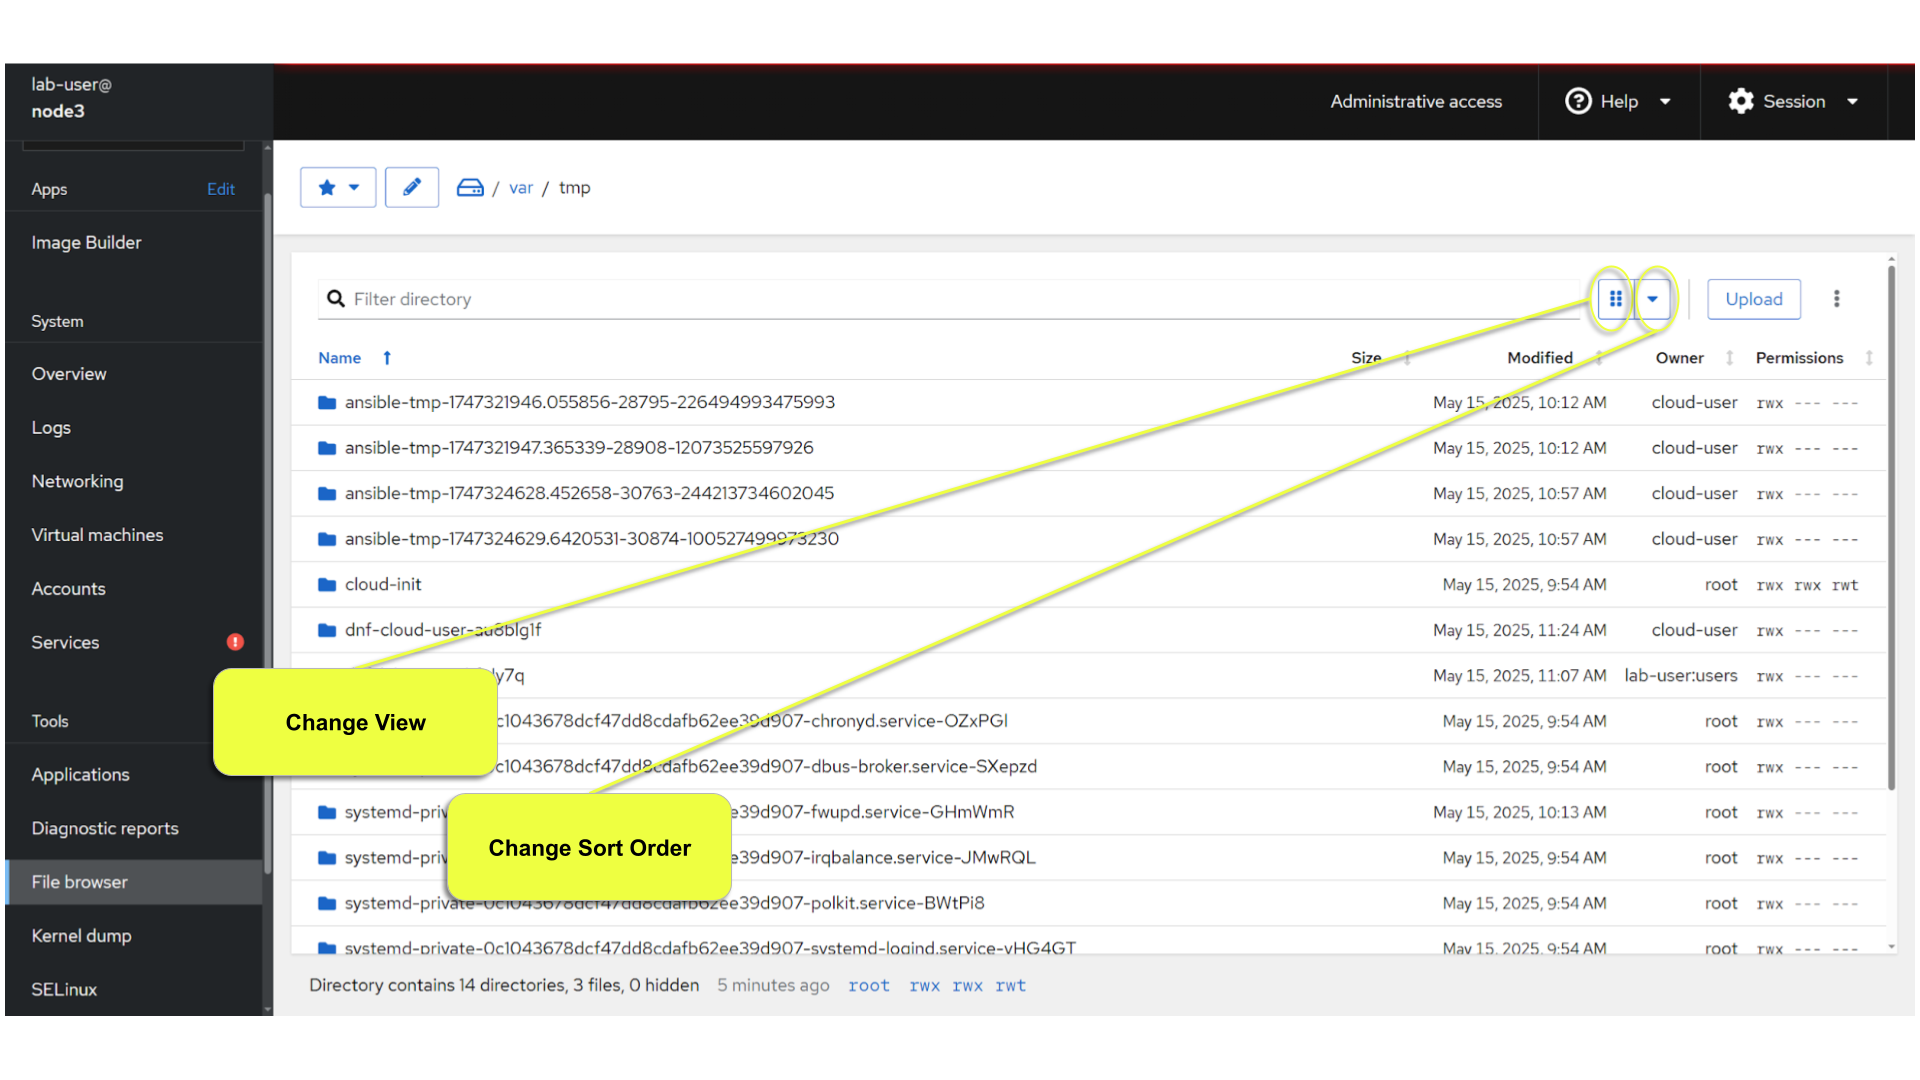 lab-user@
node3
Administrative access
Help
Session
Apps
Edit
Image Builder
System
Overview
Logs
Networking
Virtual machines
Accounts
Services
Tools
Applications
Diagnostic reports
File browser
Kernel dump
SELinux
/ var / tmp
Filter directory
Upload
Name Size Modified Owner Permissions
ansible-tmp-1747321946.055856-28795-226494993475993 May 15, 2025, 10:12 AM cloud-user rwx --- ---
ansible-tmp-1747321947.365339-28908-12073525597926 May 15, 2025, 10:12 AM cloud-user rwx --- ---
ansible-tmp-1747324628.452658-30763-244213734602045 May 15, 2025, 10:57 AM cloud-user rwx --- ---
ansible-tmp-1747324629.6420531-30874-100527499973230 May 15, 2025, 10:57 AM cloud-user rwx --- ---
cloud-init May 15, 2025, 9:54 AM root rwx rwx rwt
dnf-cloud-user-au8blg1f May 15, 2025, 11:24 AM cloud-user rwx --- ---
ly7q May 15, 2025, 11:07 AM lab-user:users rwx --- ---
c1043678dcf47dd8cdafb62ee39d907-chronyd.service-OZxPGl May 15, 2025, 9:54 AM root rwx --- ---
c1043678dcf47dd8cdafb62ee39d907-dbus-broker.service-SXepzd May 15, 2025, 9:54 AM root rwx --- ---
systemd-priv e39d907-fwupd.service-GHmWmR May 15, 2025, 10:13 AM root rwx --- ---
systemd-priv e39d907-irqbalance.service-JMwRQL May 15, 2025, 9:54 AM root rwx --- ---
systemd-private-0c1043678dcf47dd8cdafb62ee39d907-polkit.service-BWtPi8 May 15, 2025, 9:54 AM root rwx --- ---
systemd-private-0c1043678dcf47dd8cdafb62ee39d907-systemd-logind.service-vHG4GT May 15, 2025, 9:54 AM root rwx --- ---
Change View
Change Sort Order
Directory contains 14 directories, 3 files, 0 hidden 5 minutes ago root rwx rwx rwt